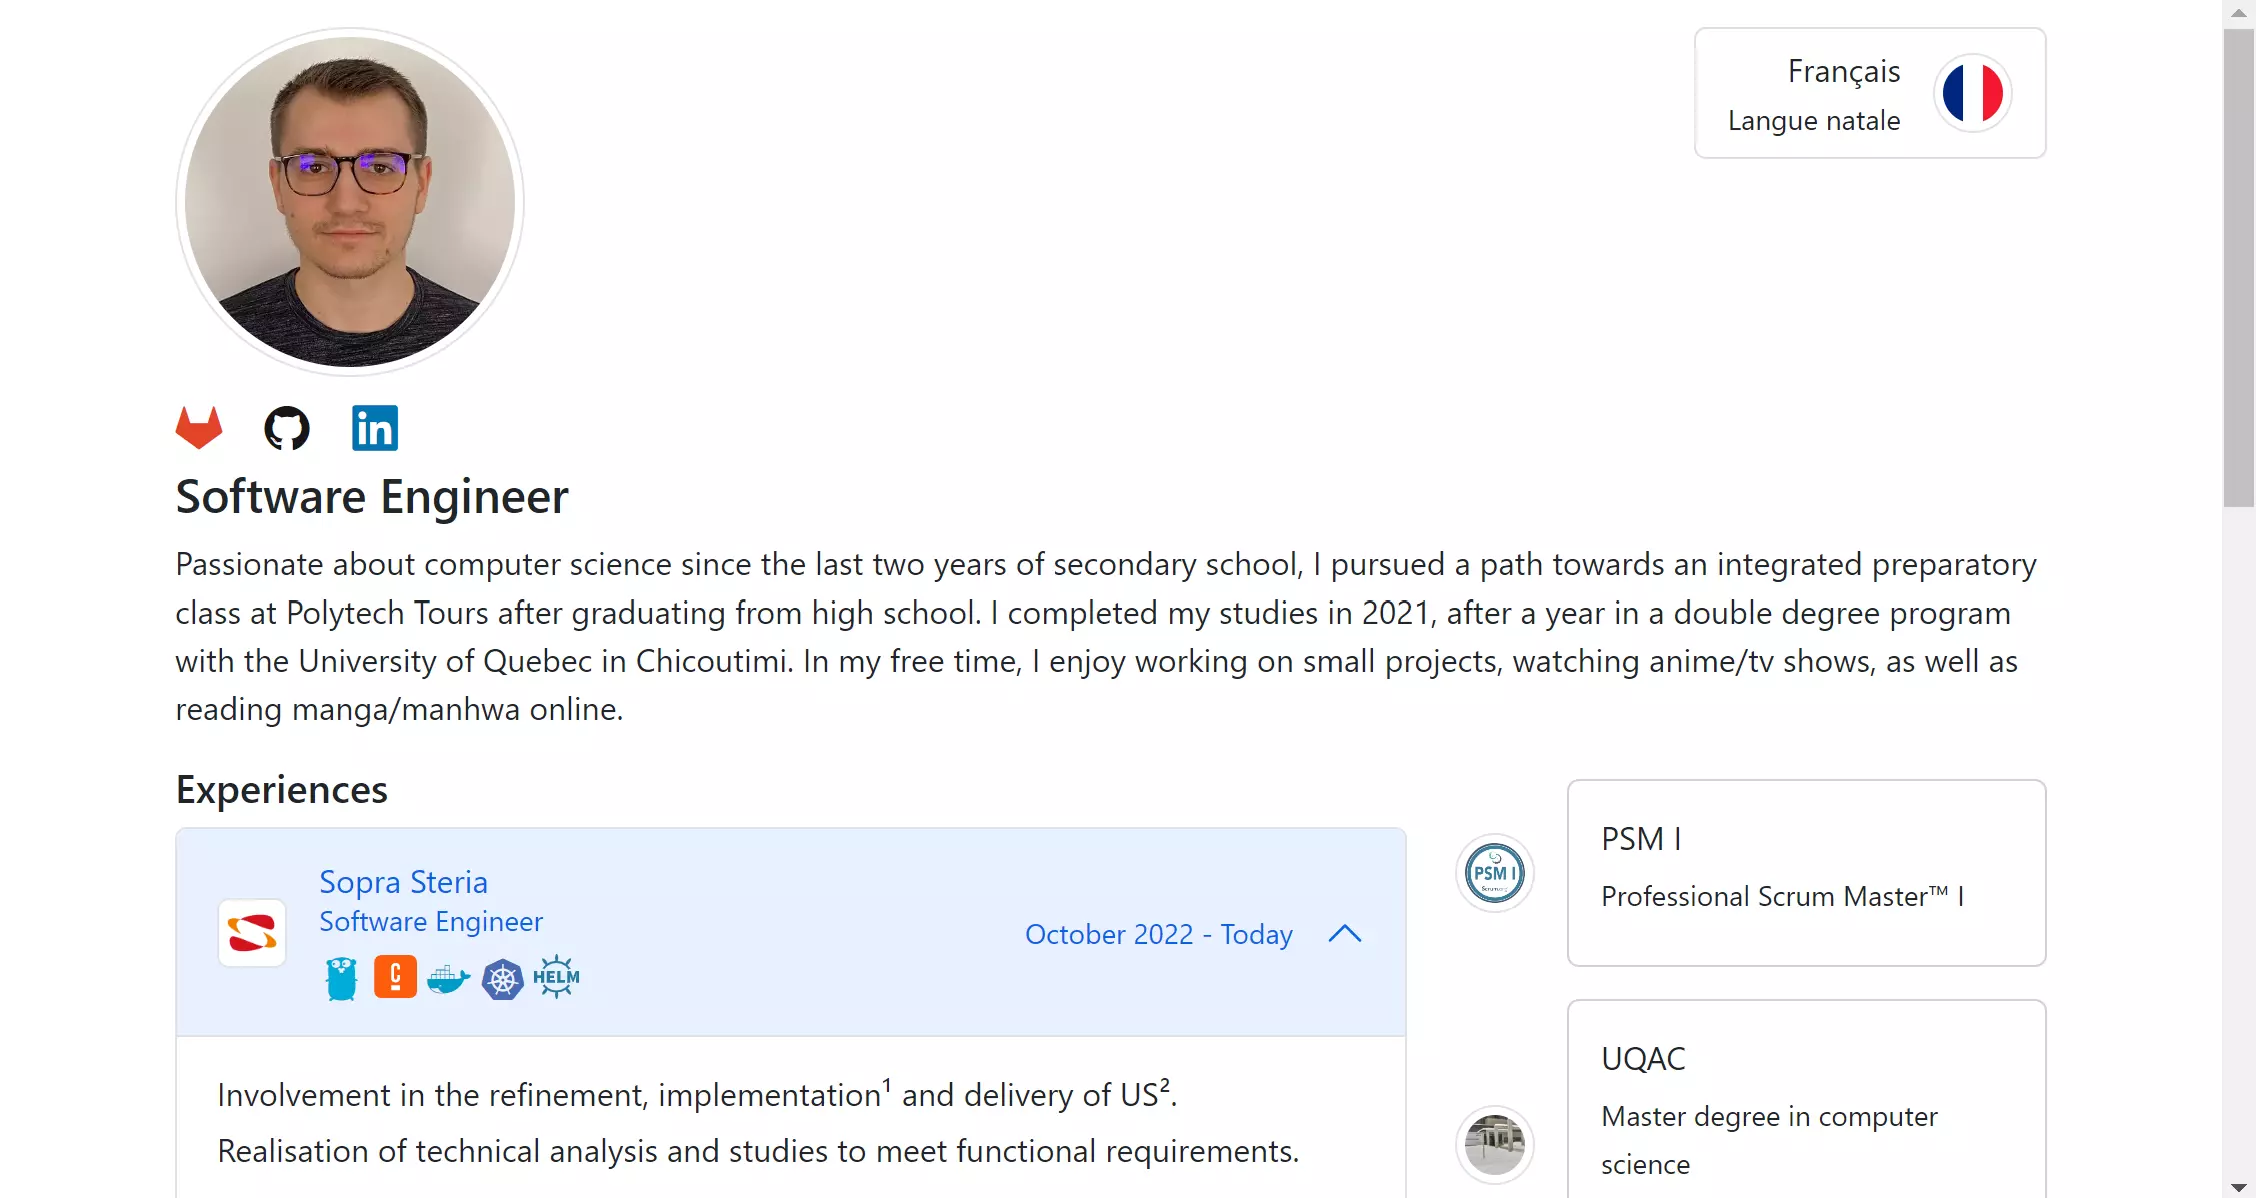 Français
Langue natale
in
Software Engineer
Passionate about computer science since the last two years of secondary school, I pursued a path towards an integrated preparatory
class at Polytech Tours after graduating from high school. I completed my studies in 2021, after a year in a double degree program
with the University of Quebec in Chicoutimi. In my free time, I enjoy working on small projects, watching anime/tv shows, as well as
reading manga/manhwa online.
Experiences
Sopra Steria
Software Engineer
October 2022 - Today
C
HELM
Involvement in the refinement, implementation¹ and delivery of US².
Realisation of technical analysis and studies to meet functional requirements.
PSM I
Scrum.org
PSM I
Professional Scrum Master™ I
UQAC
Master degree in computer
science